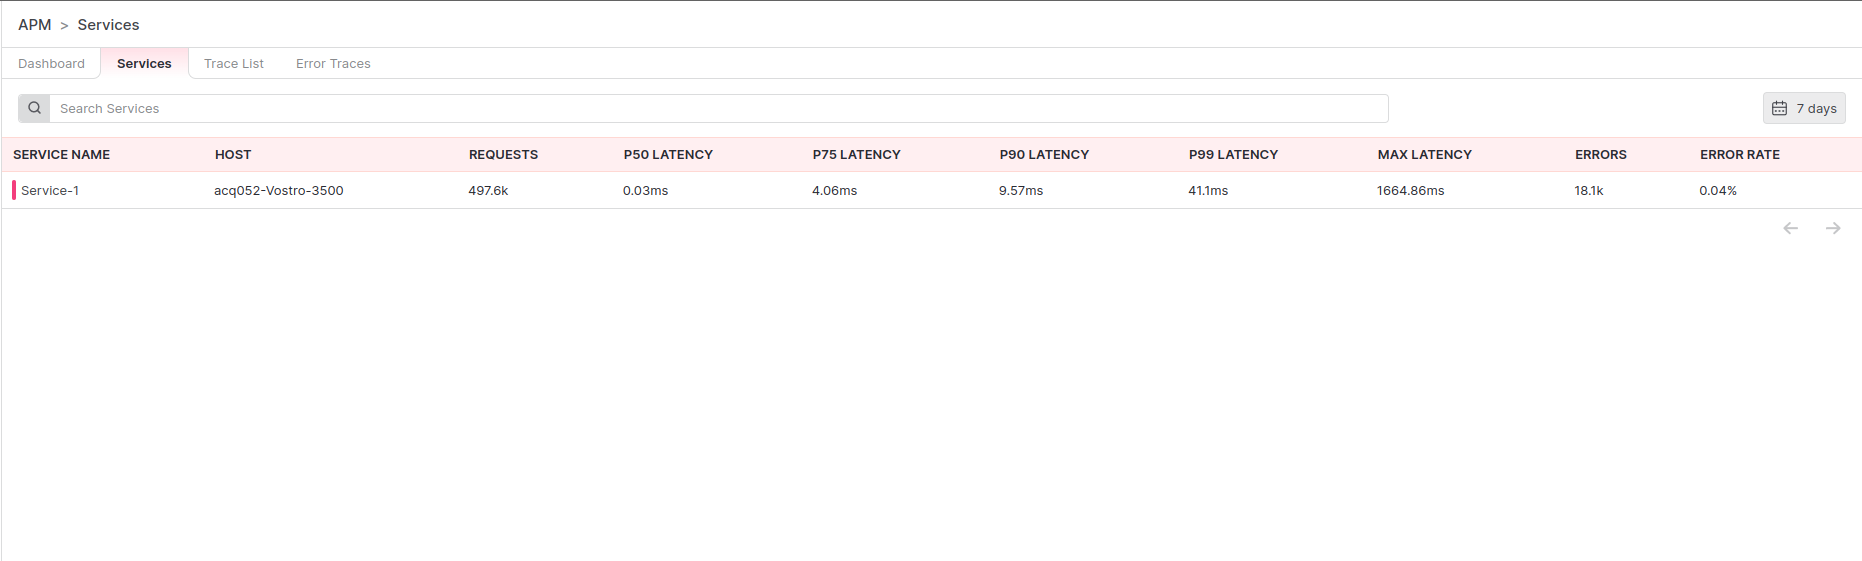 APM > Services
Dashboard Services Trace List Error Traces
Search Services 7 days
SERVICE NAME HOST REQUESTS P50 LATENCY P75 LATENCY P90 LATENCY P99 LATENCY MAX LATENCY ERRORS ERROR RATE
Service-1 acq052-Vostro-3500 497.6k 0.03ms 4.06ms 9.57ms 41.1ms 1664.86ms 18.1k 0.04%